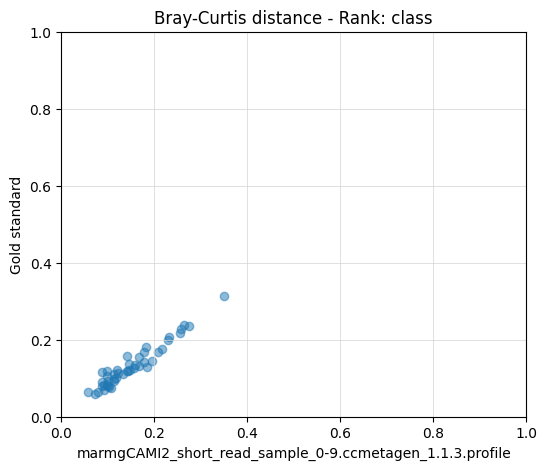 Bray-Curtis distance - Rank: class
1.0
0.8
0.6
0.4
0.2
0.0
Gold standard
0.0 0.2 0.4 0.6 0.8 1.0
marmgCAMI2_short_read_sample_0-9.ccmetagen_1.1.3.profile